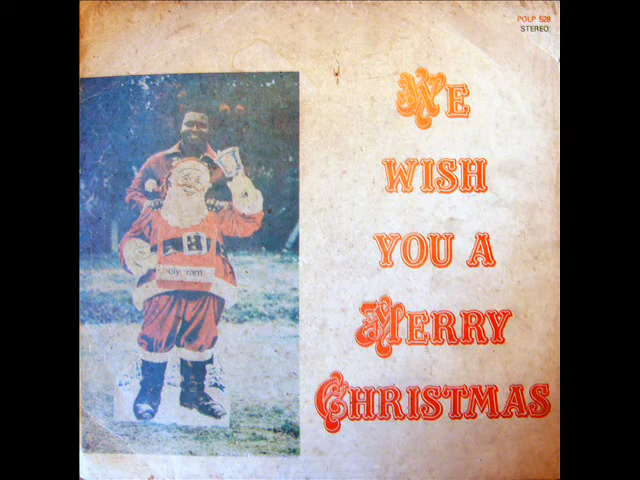 POLP 528
STEREO
WE
WISH
YOU A
MERRY
CHRISTMAS
polygram